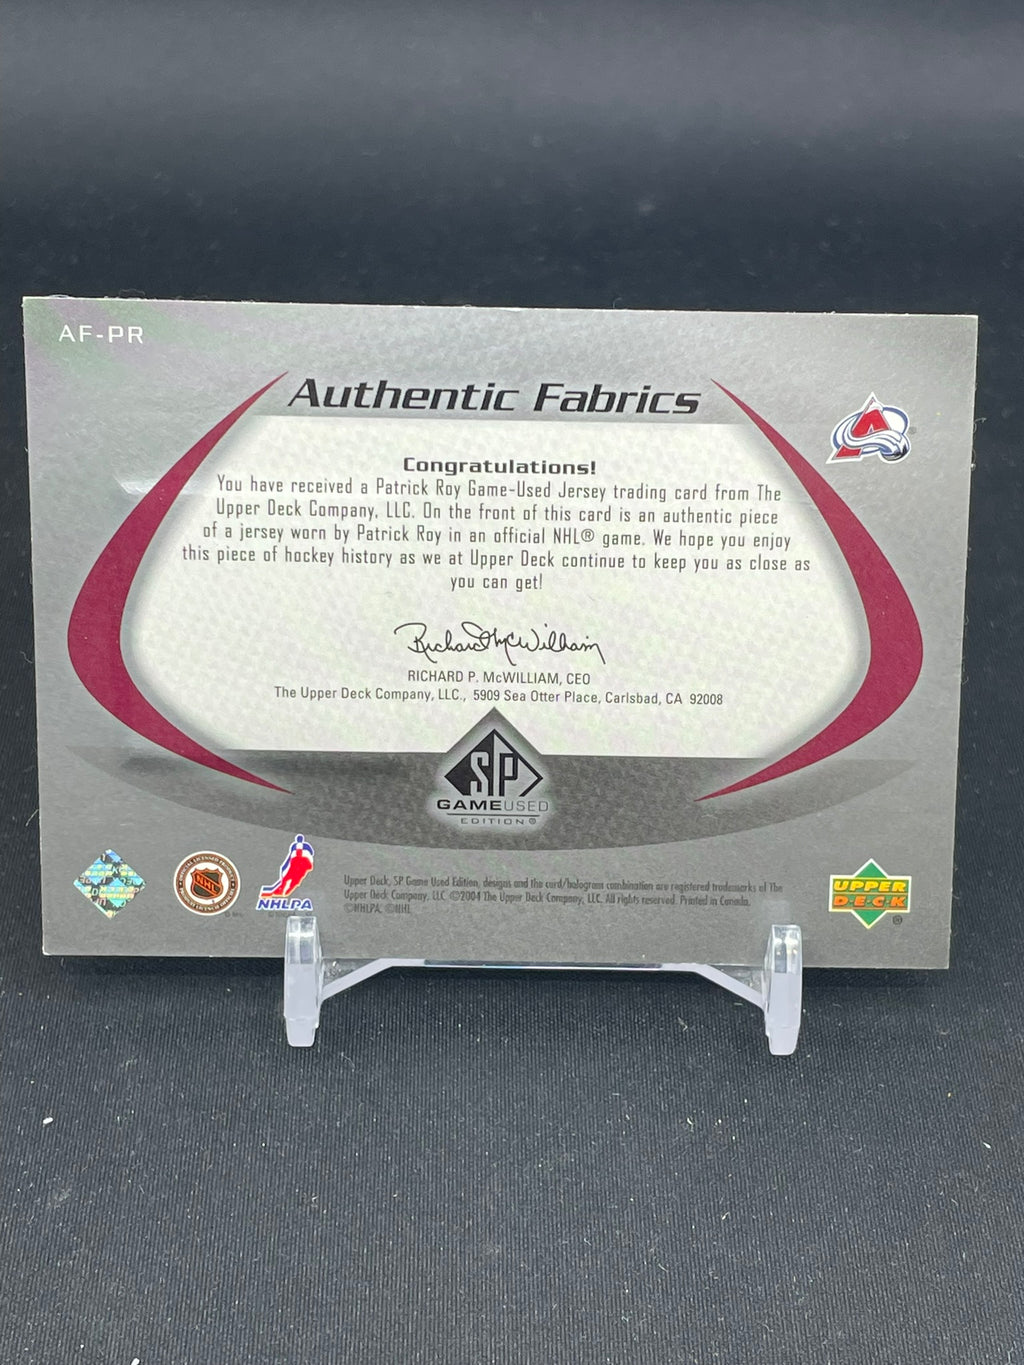 AF-PR
Authentic Fabrics
Congratulations!
You have received a Patrick Roy Game-Used Jersey trading card from The
Upper Deck Company, LLC. On the front of this card is an authentic piece
of a jersey worn by Patrick Roy in an official NHL® game. We hope you enjoy
this piece of hockey history as we at Upper Deck continue to keep you as close as
you can get!
Richard McWilliam
RICHARD P. McWILLIAM, CEO
The Upper Deck Company, LLC., 5909 Sea Otter Place, Carlsbad, CA 92008
SP
GAMEUSED
EDITION®
NHL
NHLPA
Upper Deck, SP Game Used Edition, designs and the card/hologram combination are registered trademarks of The
Upper Deck Company, LLC ©2004 The Upper Deck Company, LLC. All rights reserved. Printed in Canada.
©NHLPA. ©NHL
UPPER
D·E·C·K
®